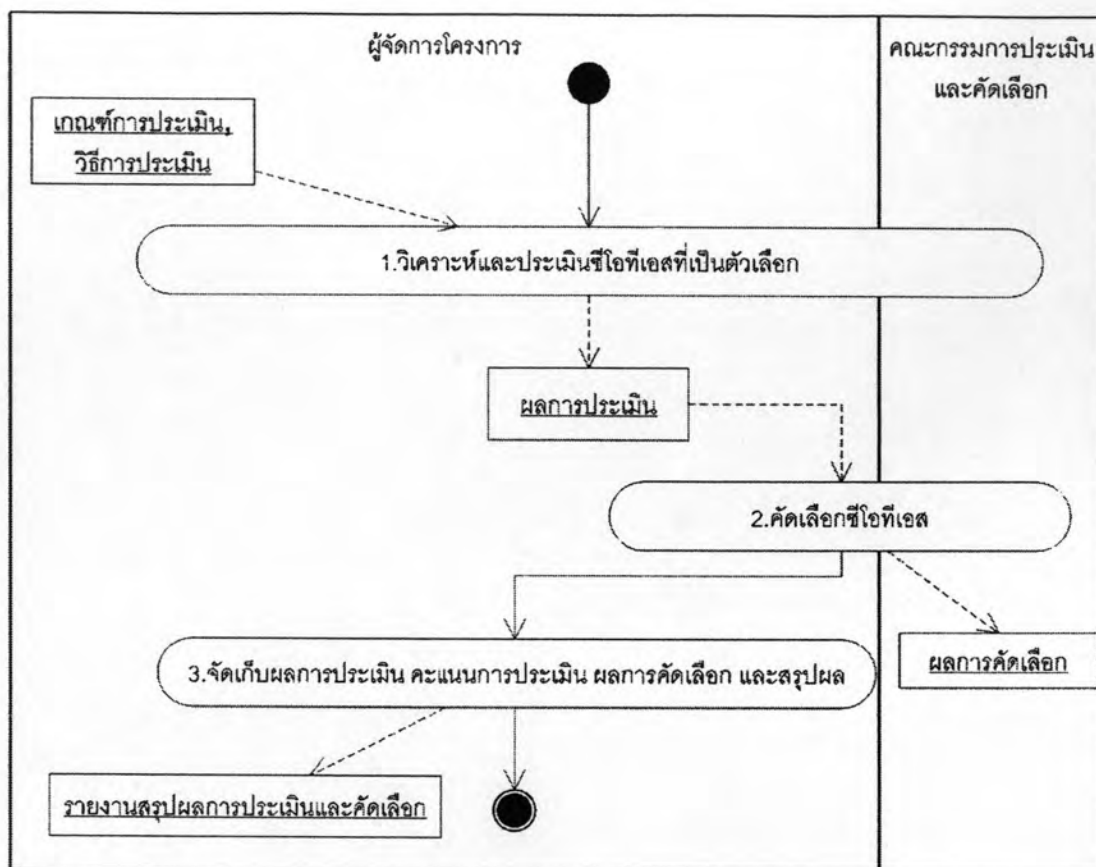 ผู้จัดการโครงการ
คณะกรรมการประเมิน
และคัดเลือก
เกณฑ์การประเมิน,
วิธีการประเมิน
1.วิเคราะห์และประเมินซีโอทีเอสที่เป็นตัวเลือก
ผลการประเมิน
2.คัดเลือกซีโอทีเอส
3.จัดเก็บผลการประเมิน คะแนนการประเมิน ผลการคัดเลือก และสรุปผล
ผลการคัดเลือก
รายงานสรุปผลการประเมินและคัดเลือก